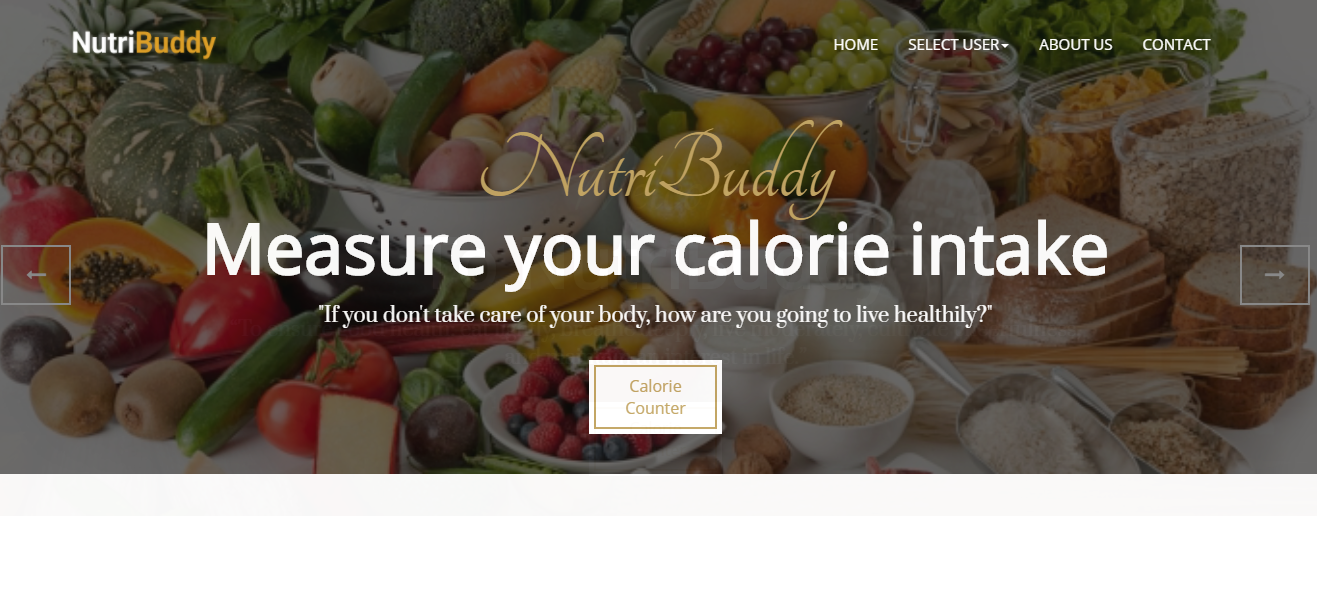 NutriBuddy
HOME SELECT USER ABOUT US CONTACT
NutriBuddy
Measure your calorie intake
"If you don't take care of your body, how are you going to live healthily?"
Calorie
Counter